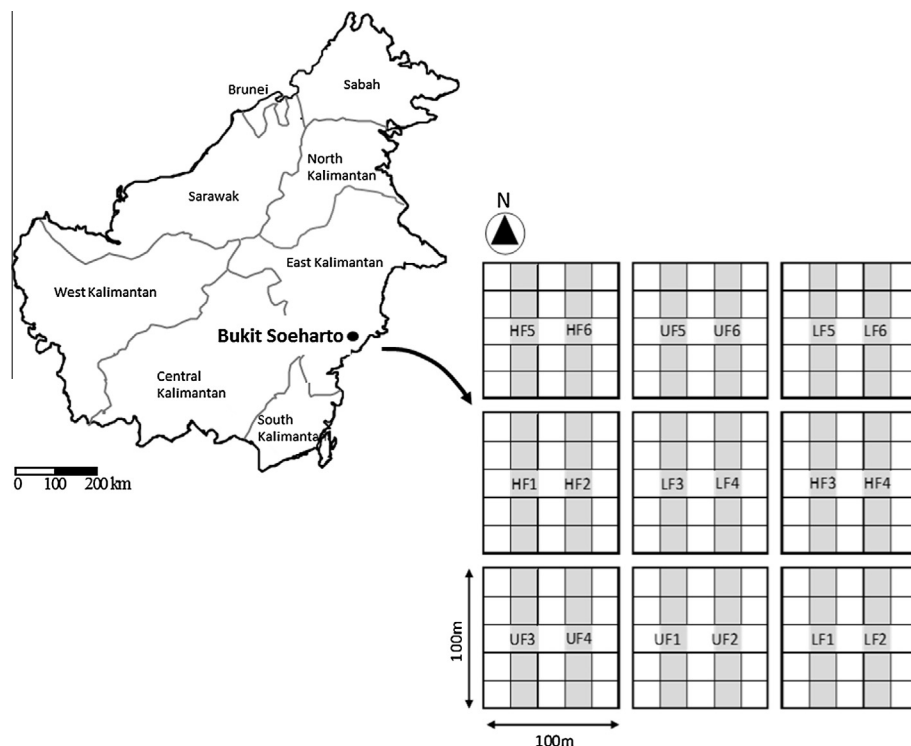 Brunei
Sabah
North
Kalimantan
Sarawak
East Kalimantan
West Kalimantan
Bukit Soeharto
Central
Kalimantan
South
Kalimantan
0 100 200 km
N
HF5 HF6 UF5 UF6 LF5 LF6
HF1 HF2 LF3 LF4 HF3 HF4
UF3 UF4 UF1 UF2 LF1 LF2
100m
100m